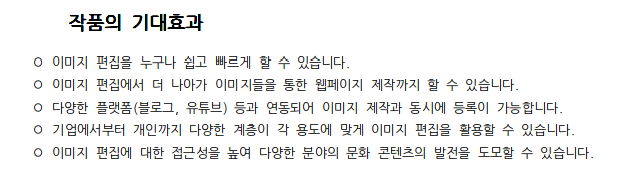 작품의 기대효과
○ 이미지 편집을 누구나 쉽고 빠르게 할 수 있습니다.
○ 이미지 편집에서 더 나아가 이미지들을 통한 웹페이지 제작까지 할 수 있습니다.
○ 다양한 플랫폼(블로그, 유튜브) 등과 연동되어 이미지 제작과 동시에 등록이 가능합니다.
○ 기업에서부터 개인까지 다양한 계층이 각 용도에 맞게 이미지 편집을 활용할 수 있습니다.
○ 이미지 편집에 대한 접근성을 높여 다양한 분야의 문화 콘텐츠의 발전을 도모할 수 있습니다.